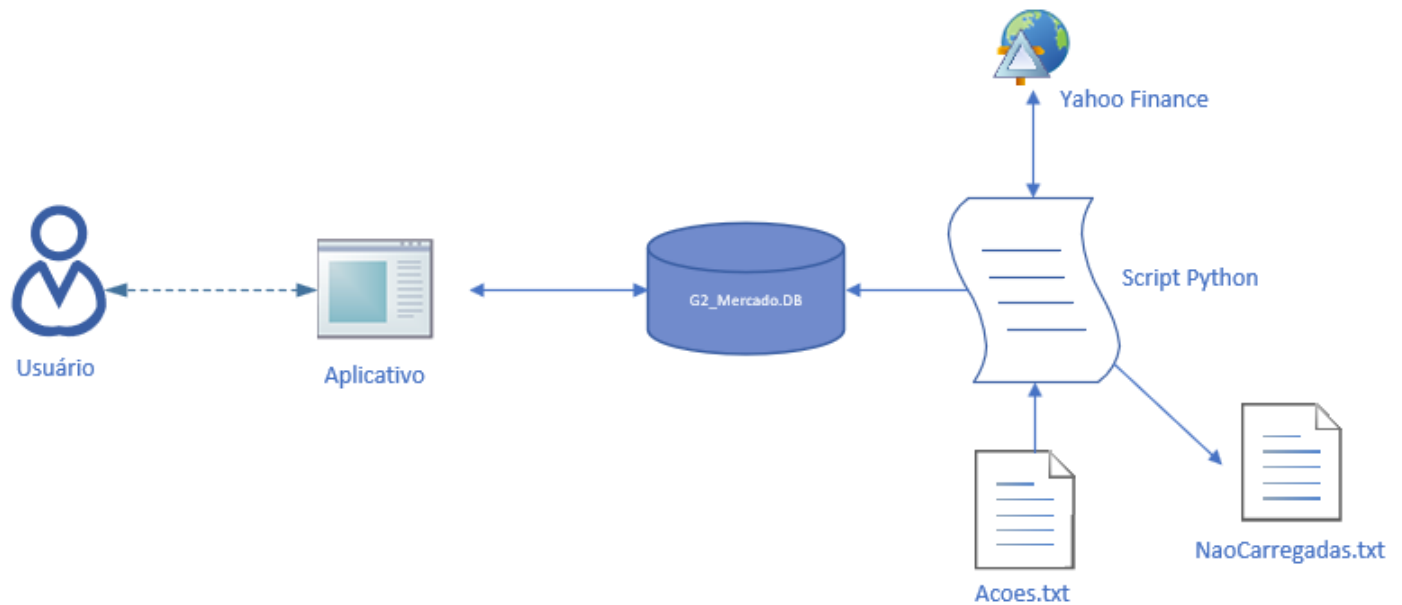 Yahoo Finance
G2_Mercado.DB
Script Python
Usuário
Aplicativo
NaoCarregadas.txt
Acoes.txt